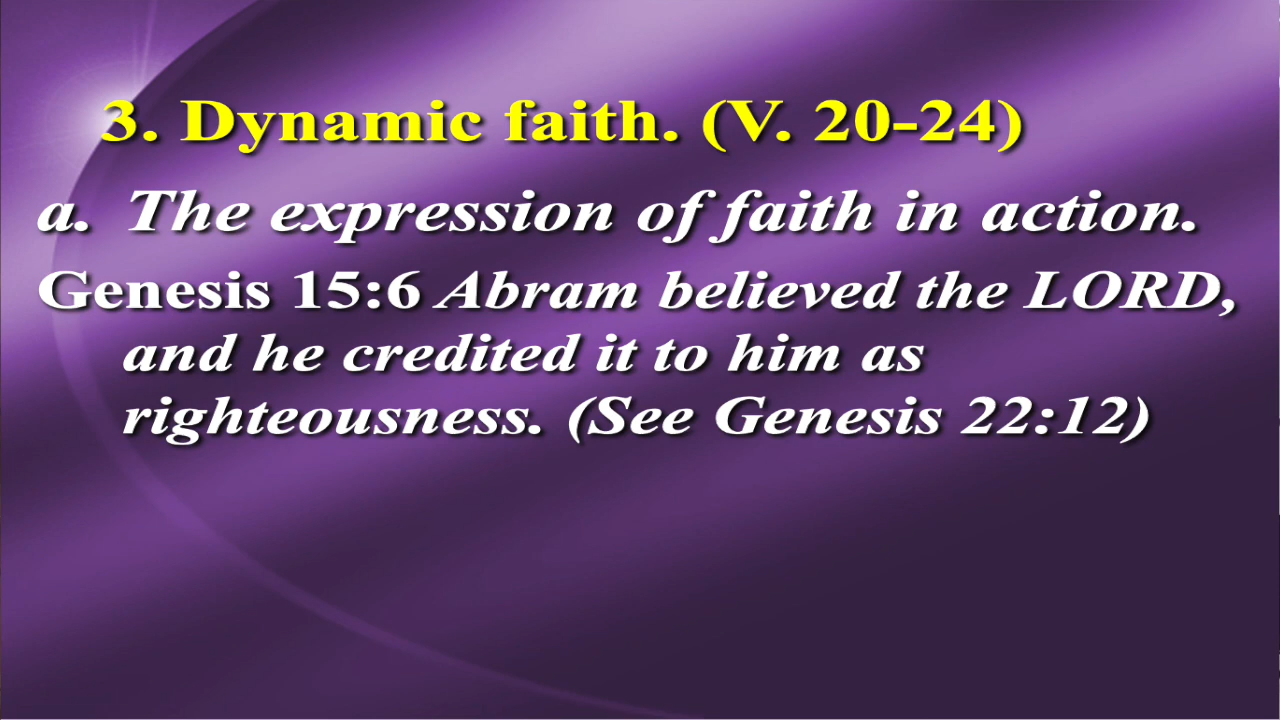 3. Dynamic faith. (V. 20-24)
a. The expression of faith in action.
Genesis 15:6 Abram believed the LORD,
and he credited it to him as
righteousness. (See Genesis 22:12)